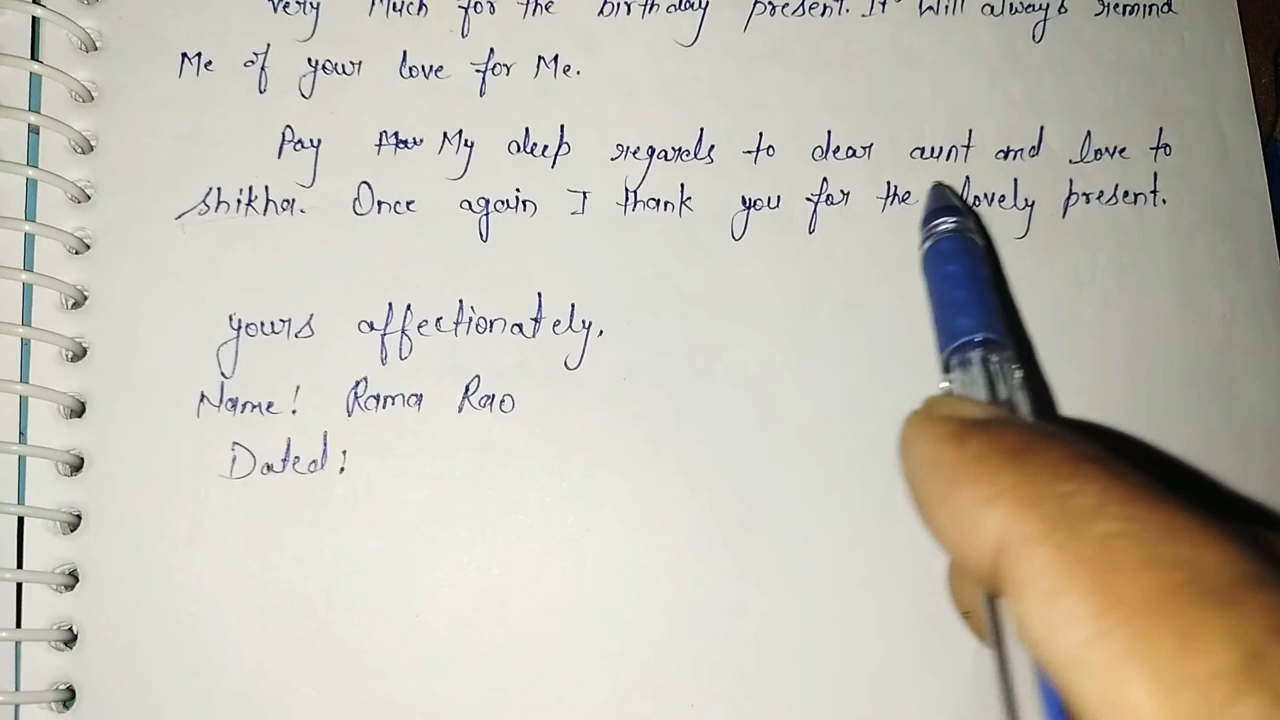 very Much for the birthday present. It will always remind
Me of your love for Me.
Pay My deep regards to dear aunt and love to
Shikha. Once again I thank you for the lovely present.
yours affectionately,
Name: Rama Rao
Dated: